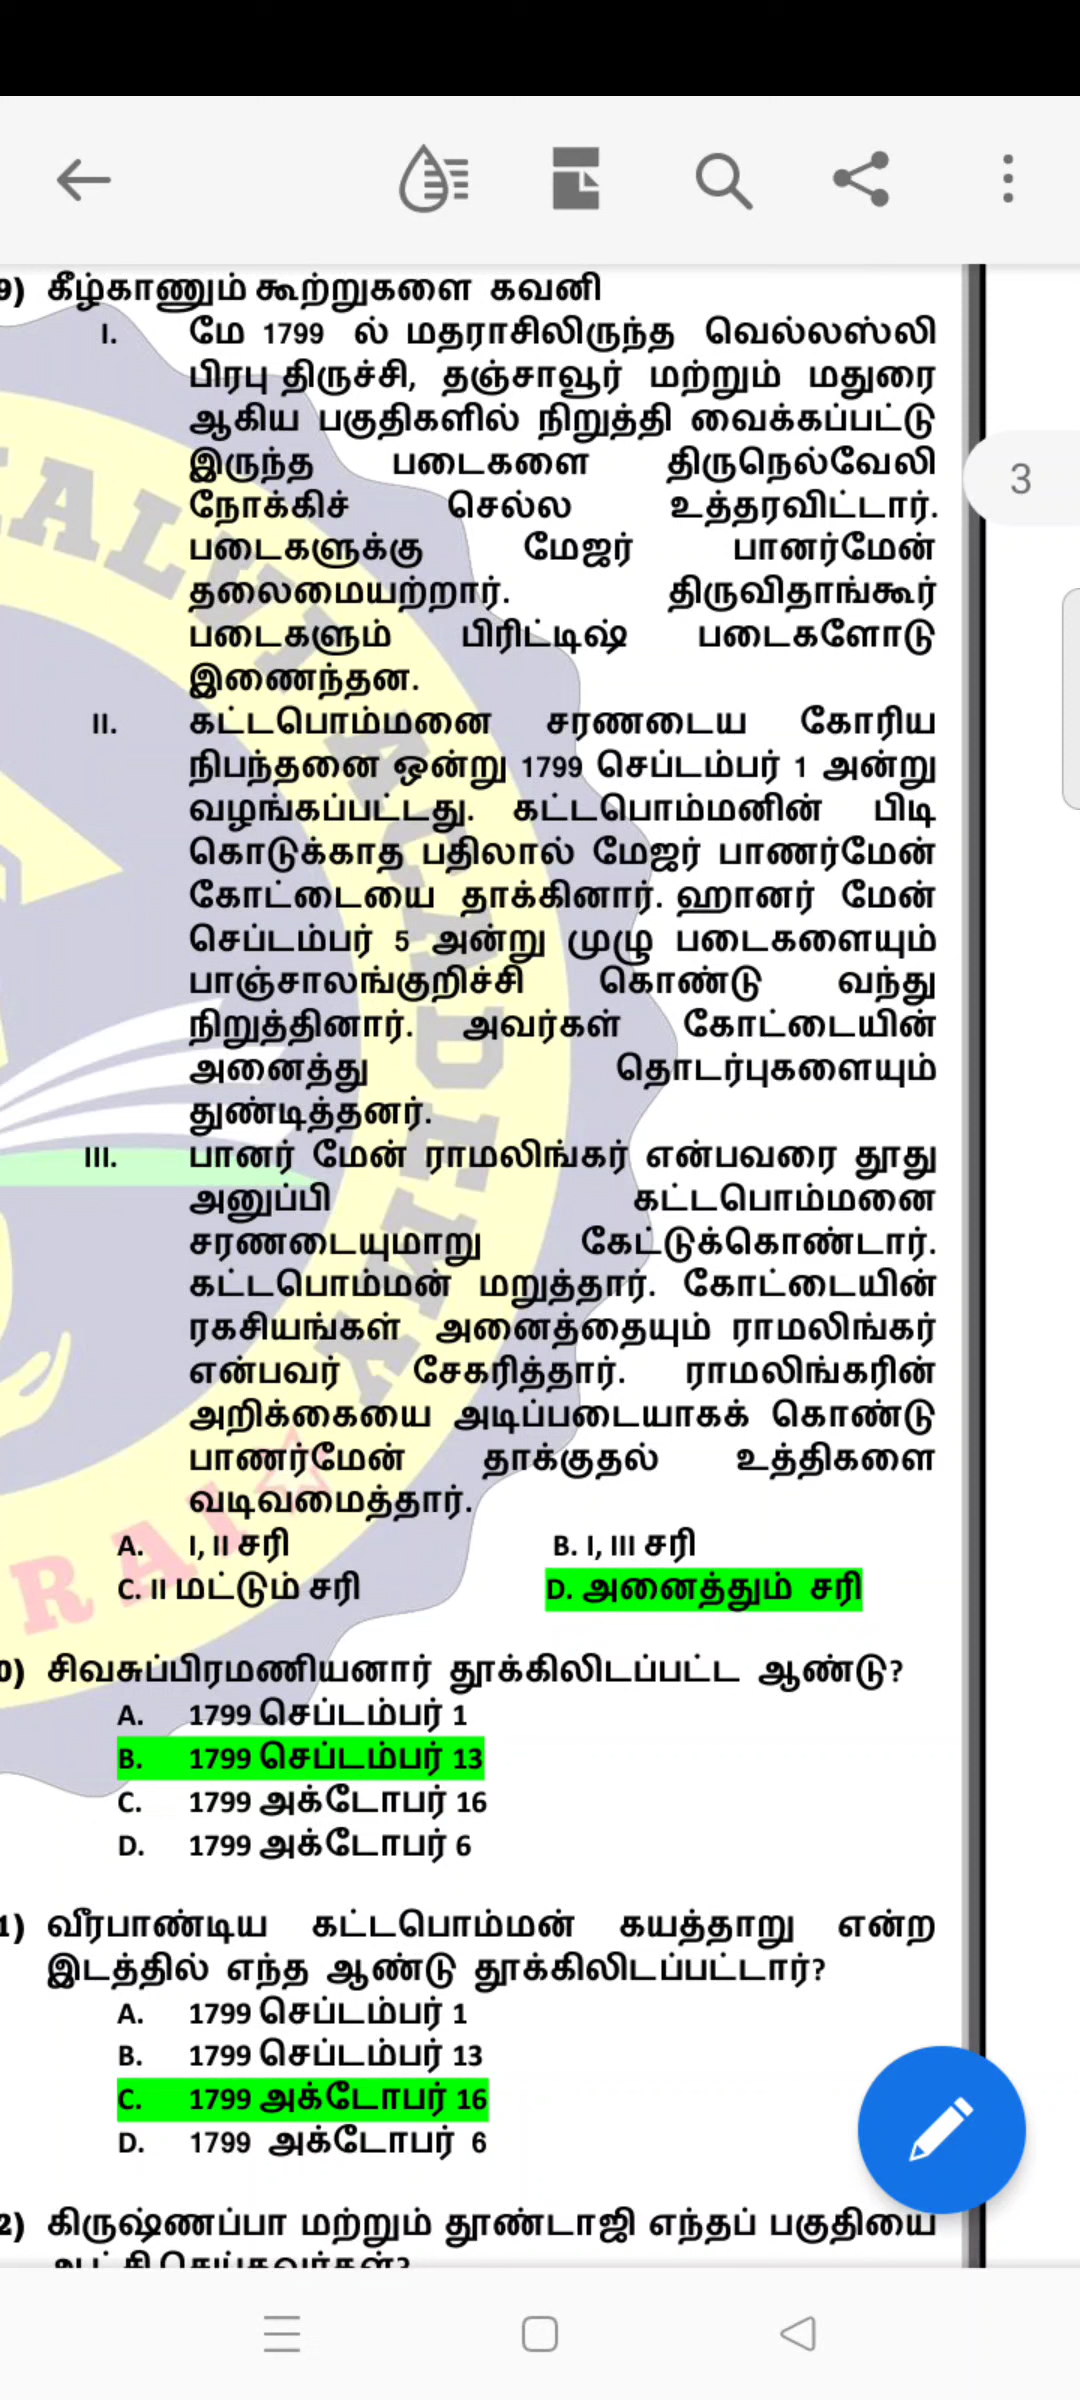 3
9) கீழ்காணும் கூற்றுகளை கவனி
I. மே 1799 ல் மதராசிலிருந்த வெல்லஸ்லி
பிரபு திருச்சி, தஞ்சாவூர் மற்றும் மதுரை
ஆகிய பகுதிகளில் நிறுத்தி வைக்கப்பட்டு
இருந்த படைகளை திருநெல்வேலி
நோக்கிச் செல்ல உத்தரவிட்டார்.
படைகளுக்கு மேஜர் பானர்மேன்
தலைமையற்றார். திருவிதாங்கூர்
படைகளும் பிரிட்டிஷ் படைகளோடு
இணைந்தன.
II. கட்டபொம்மனை சரணடைய கோரிய
நிபந்தனை ஒன்று 1799 செப்டம்பர் 1 அன்று
வழங்கப்பட்டது. கட்டபொம்மனின் பிடி
கொடுக்காத பதிலால் மேஜர் பாணர்மேன்
கோட்டையை தாக்கினார். ஹானர் மேன்
செப்டம்பர் 5 அன்று முழு படைகளையும்
பாஞ்சாலங்குறிச்சி கொண்டு வந்து
நிறுத்தினார். அவர்கள் கோட்டையின்
அனைத்து தொடர்புகளையும்
துண்டித்தனர்.
III. பானர் மேன் ராமலிங்கர் என்பவரை தூது
அனுப்பி கட்டபொம்மனை
சரணடையுமாறு கேட்டுக்கொண்டார்.
கட்டபொம்மன் மறுத்தார். கோட்டையின்
ரகசியங்கள் அனைத்தையும் ராமலிங்கர்
என்பவர் சேகரித்தார். ராமலிங்கரின்
அறிக்கையை அடிப்படையாகக் கொண்டு
பாணர்மேன் தாக்குதல் உத்திகளை
வடிவமைத்தார்.
A. I, II சரி B. I, III சரி
C. II மட்டும் சரி D. அனைத்தும் சரி
0) சிவசுப்பிரமணியனார் தூக்கிலிடப்பட்ட ஆண்டு?
A. 1799 செப்டம்பர் 1
B. 1799 செப்டம்பர் 13
C. 1799 அக்டோபர் 16
D. 1799 அக்டோபர் 6
1) வீரபாண்டிய கட்டபொம்மன் கயத்தாறு என்ற
இடத்தில் எந்த ஆண்டு தூக்கிலிடப்பட்டார்?
A. 1799 செப்டம்பர் 1
B. 1799 செப்டம்பர் 13
C. 1799 அக்டோபர் 16
D. 1799 அக்டோபர் 6
2) கிருஷ்ணப்பா மற்றும் தூண்டாஜி எந்தப் பகுதியை